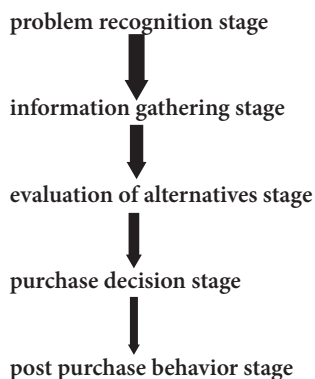 problem recognition stage
information gathering stage
evaluation of alternatives stage
purchase decision stage
post purchase behavior stage